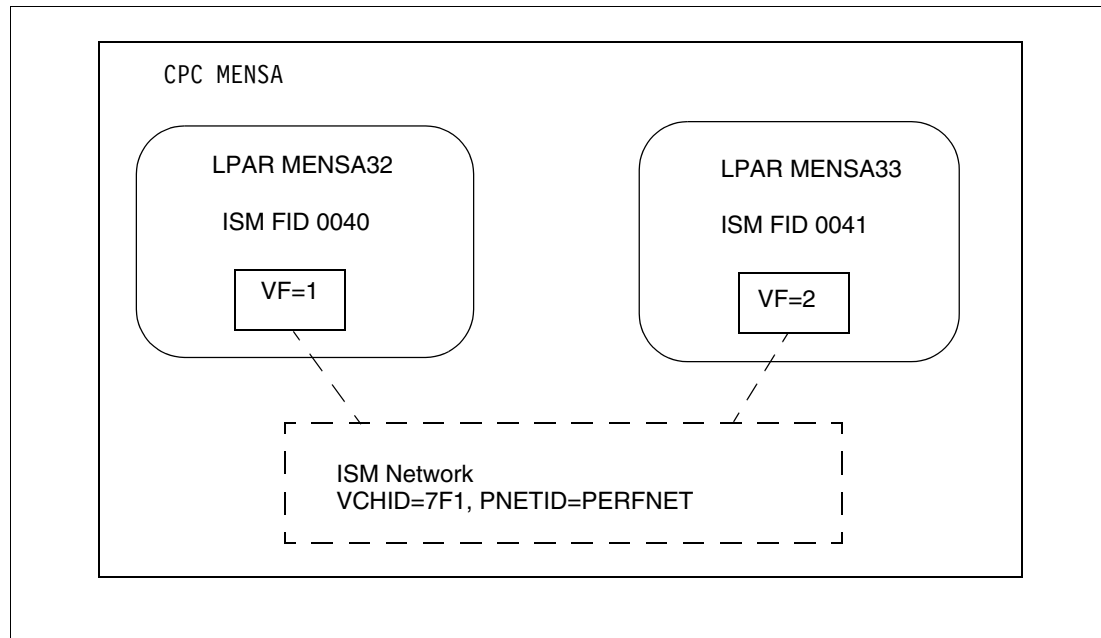 CPC MENSA
LPAR MENSA32
ISM FID 0040
VF=1
LPAR MENSA33
ISM FID 0041
VF=2
ISM Network
VCHID=7F1, PNETID=PERFNET